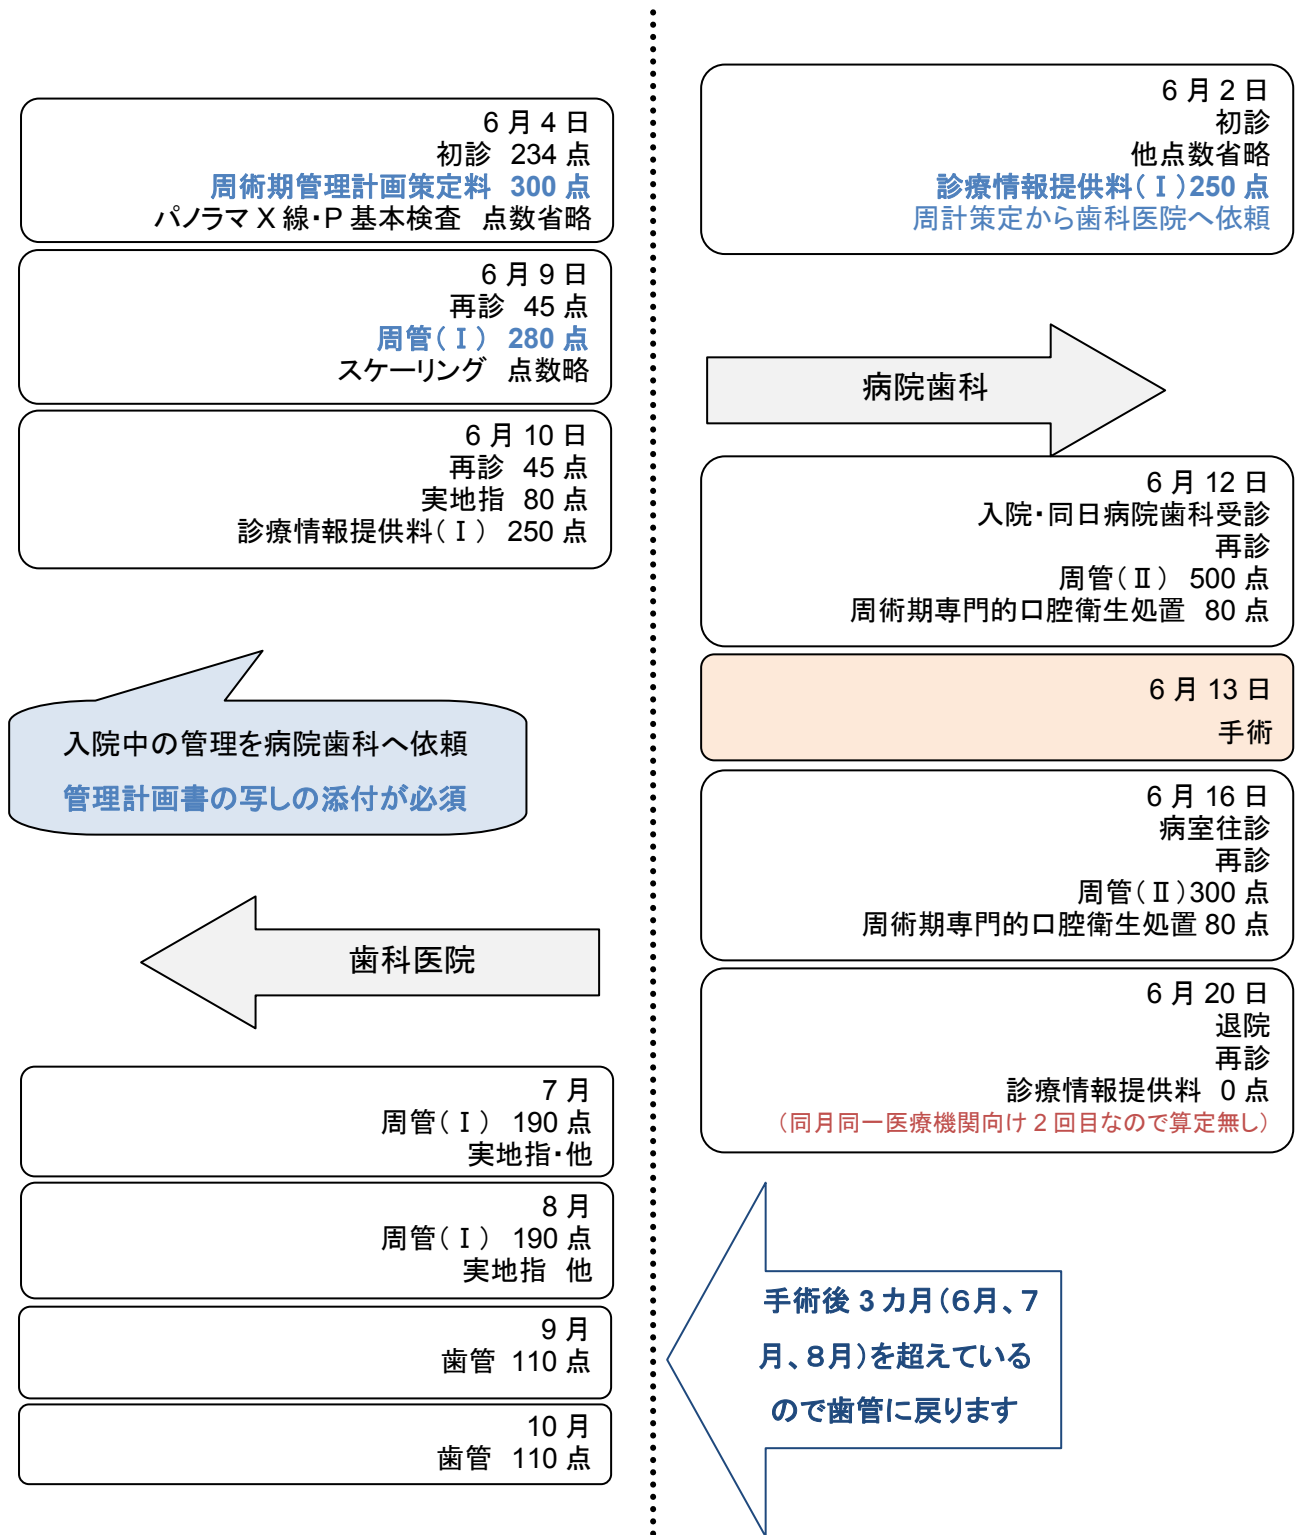 6月4日
初診 234点
周術期管理計画策定料 300点
パノラマX線・P基本検査 点数省略
6月9日
再診 45点
周管(Ⅰ) 280点
スケーリング 点数略
6月10日
再診 45点
実地指 80点
診療情報提供料(Ⅰ) 250点
入院中の管理を病院歯科へ依頼
管理計画書の写しの添付が必須
歯科医院
7月
周管(Ⅰ) 190点
実地指・他
8月
周管(Ⅰ) 190点
実地指 他
9月
歯管 110点
10月
歯管 110点
6月2日
初診
他点数省略
診療情報提供料(Ⅰ)250点
周計策定から歯科医院へ依頼
病院歯科
6月12日
入院・同日病院歯科受診
再診
周管(Ⅱ) 500点
周術期専門的口腔衛生処置 80点
6月13日
手術
6月16日
病室往診
再診
周管(Ⅱ)300点
周術期専門的口腔衛生処置 80点
6月20日
退院
再診
診療情報提供料 0点
(同月同一医療機関向け2回目なので算定無し)
手術後3カ月(6月、7
月、8月)を超えている
ので歯管に戻ります